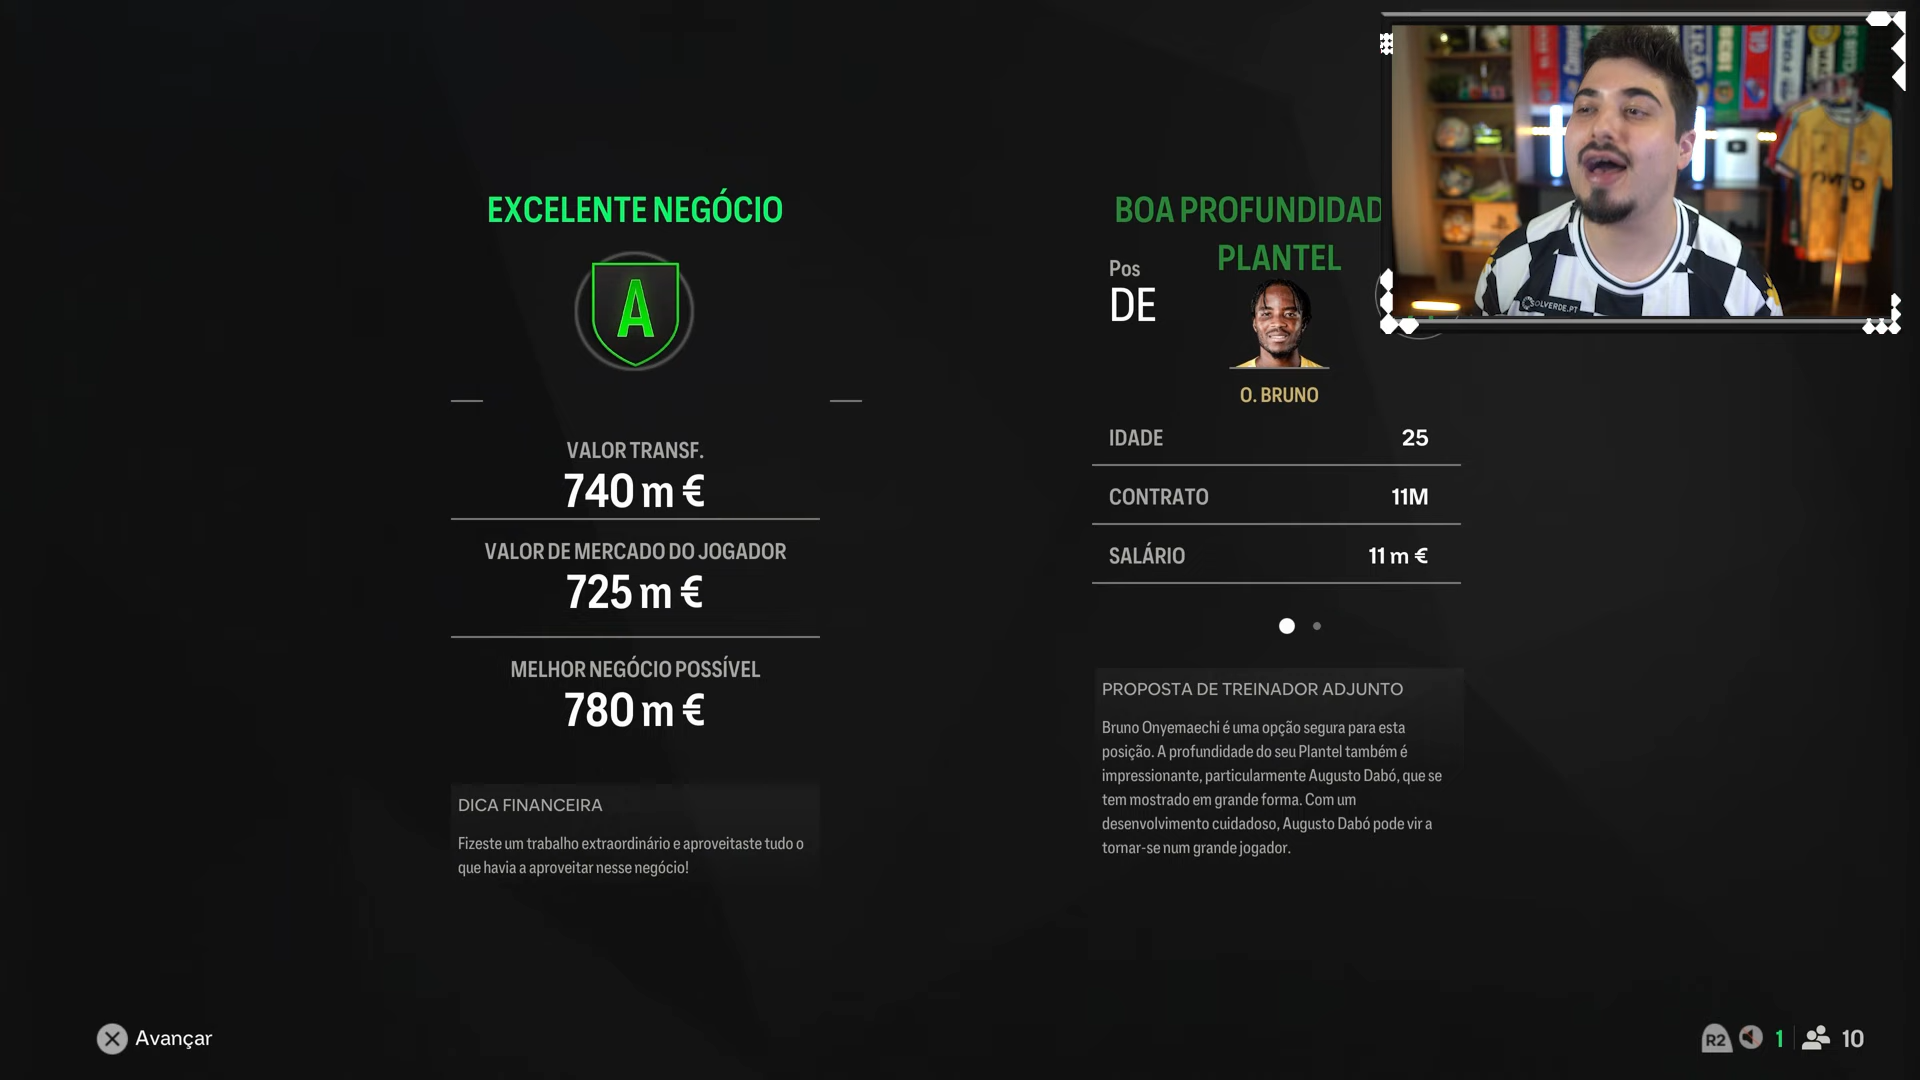 EXCELENTE NEGÓCIO
A
VALOR TRANSF.
740 m €
VALOR DE MERCADO DO JOGADOR
725 m €
MELHOR NEGÓCIO POSSÍVEL
780 m €
DICA FINANCEIRA
Fizeste um trabalho extraordinário e aproveitaste tudo o
que havia a aproveitar nesse negócio!
BOA PROFUNDIDAD
PLANTEL
Pos
DE
O. BRUNO
IDADE 25
CONTRATO 11M
SALÁRIO 11 m €
PROPOSTA DE TREINADOR ADJUNTO
Bruno Onyemaechi é uma opção segura para esta
posição. A profundidade do seu Plantel também é
impressionante, particularmente Augusto Dabó, que se
tem mostrado em grande forma. Com um
desenvolvimento cuidadoso, Augusto Dabó pode vir a
tornar-se num grande jogador.
SOLVERDE.PT
Avançar
R2 1 10